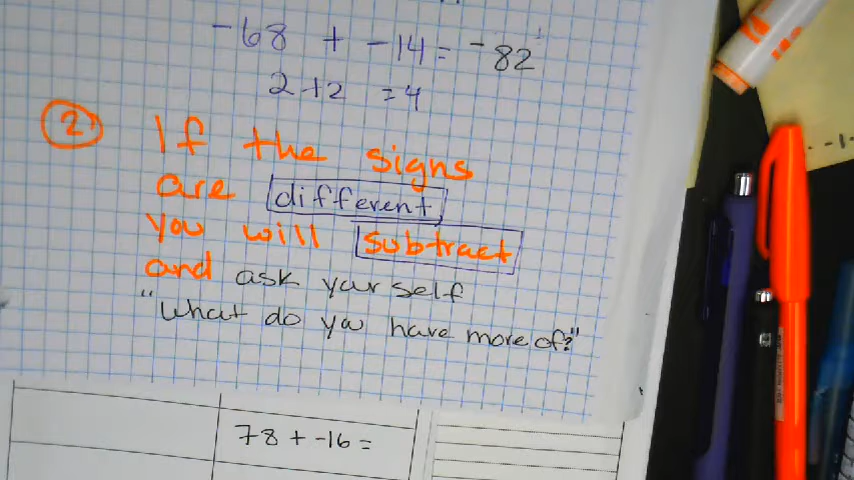 -68 + -14 = -82
2+2 =4
2 If the signs
are different
you will subtract
and ask yourself
"What do you have more of?"
78 + -16 =